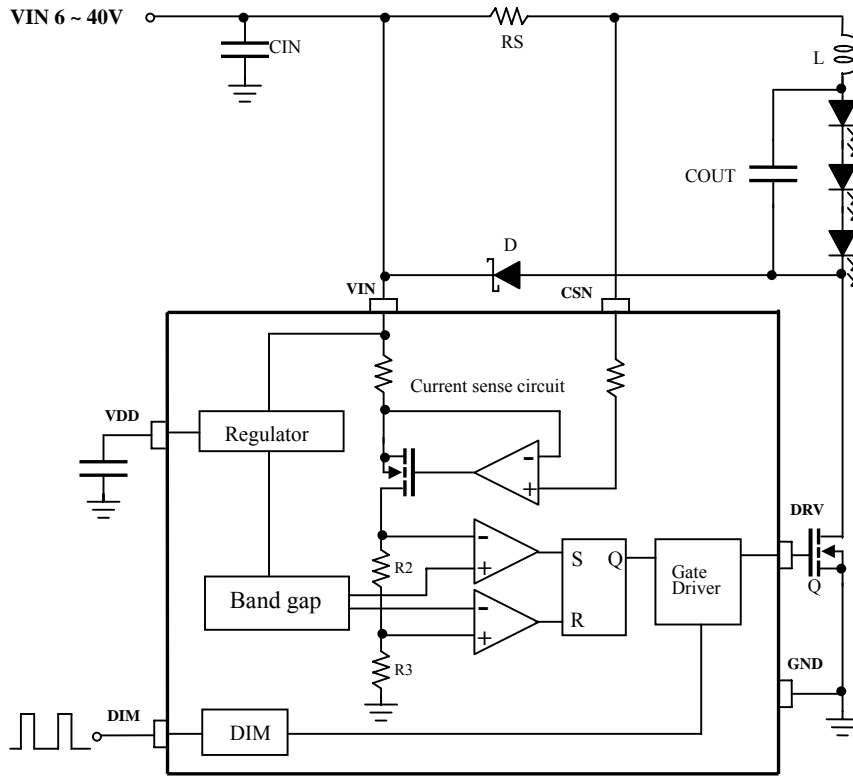 VIN 6 ~ 40V
CIN
RS
L
COUT
D
VIN
CSN
Current sense circuit
VDD
Regulator
-
+
DRV
-
+
R2
S
Q
Gate
Driver
Q
Band gap
-
+
R
R3
GND
DIM
DIM